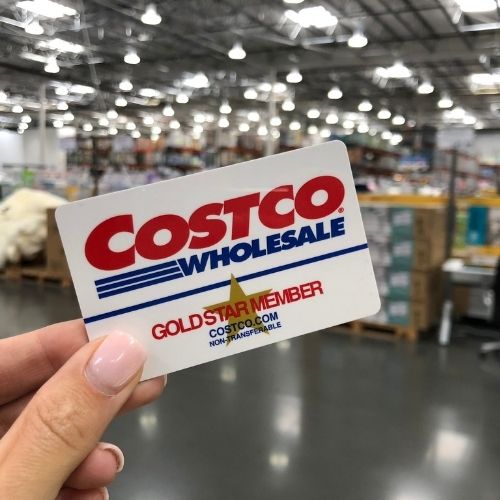 COSTCO
WHOLESALE
GOLD STAR MEMBER
COSTCO.COM
NON-TRANSFERABLE